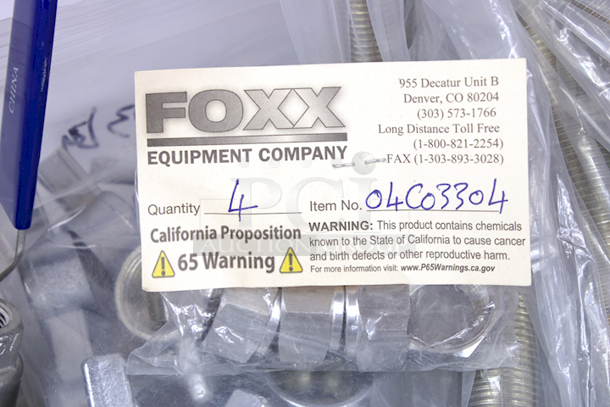 CHINA
FOXX
EQUIPMENT COMPANY
955 Decatur Unit B
Denver, CO 80204
(303) 573-1766
Long Distance Toll Free
(1-800-821-2254)
FAX (1-303-893-3028)
Quantity 4 Item No. 04C03304
California Proposition
65 Warning
WARNING: This product contains chemicals
known to the State of California to cause cancer
and birth defects or other reproductive harm.
For more information visit: www.P65Warnings.ca.gov
PCI
AUCTION